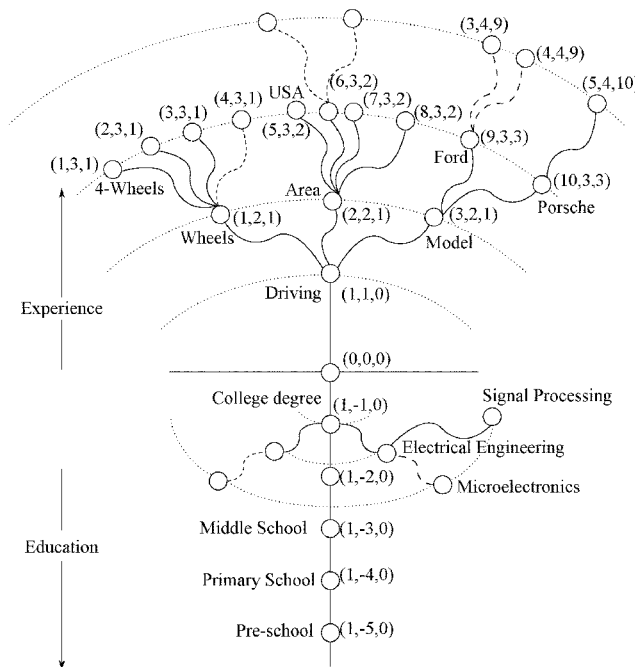 (3,4,9)
(4,4,9)
(5,4,10)
USA
(6,3,2)
(4,3,1)
(7,3,2)
(3,3,1)
(8,3,2)
(2,3,1)
(5,3,2)
(9,3,3)
(1,3,1)
Ford
4-Wheels
Area
(10,3,3)
Porsche
(1,2,1)
(2,2,1)
(3,2,1)
Wheels
Model
Driving
(1,1,0)
Experience
(0,0,0)
College degree
Signal Processing
(1,-1,0)
Electrical Engineering
(1,-2,0)
Microelectronics
Middle School
(1,-3,0)
Education
Primary School
(1,-4,0)
Pre-school
(1,-5,0)